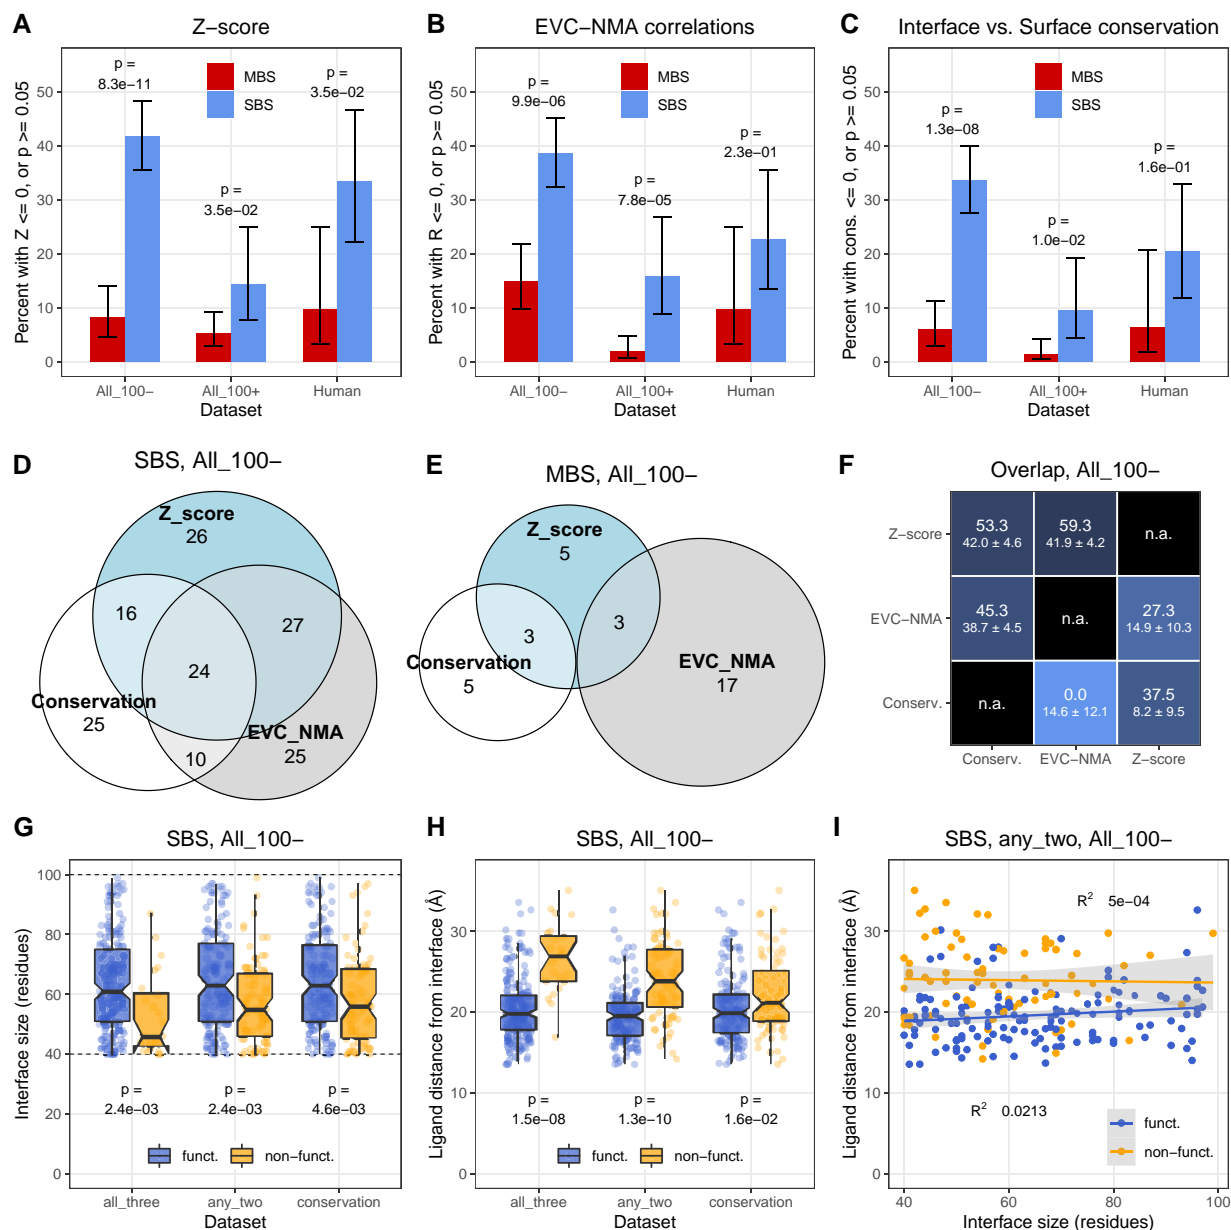 A
Z−score
Percent with Z <= 0, or p >= 0.05
50
40
30
20
10
0
p =
8.3e−11
p =
3.5e−02
p =
3.5e−02
MBS
SBS
All_100−
All_100+
Human
Dataset
B
EVC−NMA correlations
Percent with R <= 0, or p >= 0.05
50
40
30
20
10
0
p =
9.9e−06
p =
7.8e−05
p =
2.3e−01
MBS
SBS
All_100−
All_100+
Human
Dataset
C
Interface vs. Surface conservation
Percent with cons. <= 0, or p >= 0.05
50
40
30
20
10
0
p =
1.3e−08
p =
1.0e−02
p =
1.6e−01
MBS
SBS
All_100−
All_100+
Human
Dataset
D
SBS, All_100−
Z_score
26
16
27
24
Conservation
25
10
EVC_NMA
25
E
MBS, All_100−
Z_score
5
3
3
Conservation
5
EVC_NMA
17
F
Overlap, All_100−
Z−score
EVC−NMA
Conserv.
53.3
42.0 ± 4.6
59.3
41.9 ± 4.2
n.a.
45.3
38.7 ± 4.5
n.a.
27.3
14.9 ± 10.3
n.a.
0.0
14.6 ± 12.1
37.5
8.2 ± 9.5
Conserv.
EVC−NMA
Z−score
G
SBS, All_100−
Interface size (residues)
100
80
60
40
20
0
p =
2.4e−03
p =
2.4e−03
p =
4.6e−03
funct.
non−funct.
all_three
any_two
conservation
Dataset
H
SBS, All_100−
Ligand distance from interface (Å)
30
20
10
0
p =
1.5e−08
p =
1.3e−10
p =
1.6e−02
funct.
non−funct.
all_three
any_two
conservation
Dataset
I
SBS, any_two, All_100−
Ligand distance from interface (Å)
30
20
10
0
R² 5e−04
R² 0.0213
funct.
non−funct.
40
60
80
100
Interface size (residues)